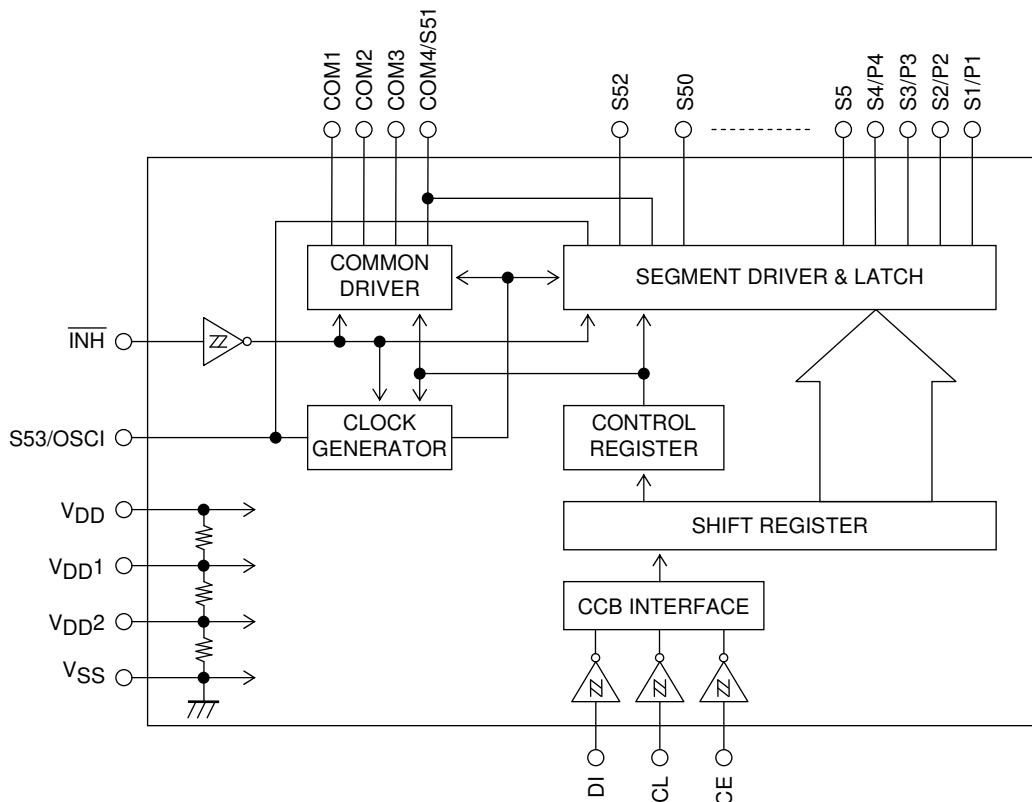 COM1
COM2
COM3
COM4/S51
S52
S50
S5
S4/P4
S3/P3
S2/P2
S1/P1
COMMON
DRIVER
SEGMENT DRIVER & LATCH
INH
S53/OSCI
CLOCK
GENERATOR
CONTROL
REGISTER
VDD
SHIFT REGISTER
VDD1
CCB INTERFACE
VDD2
VSS
DI
CL
CE